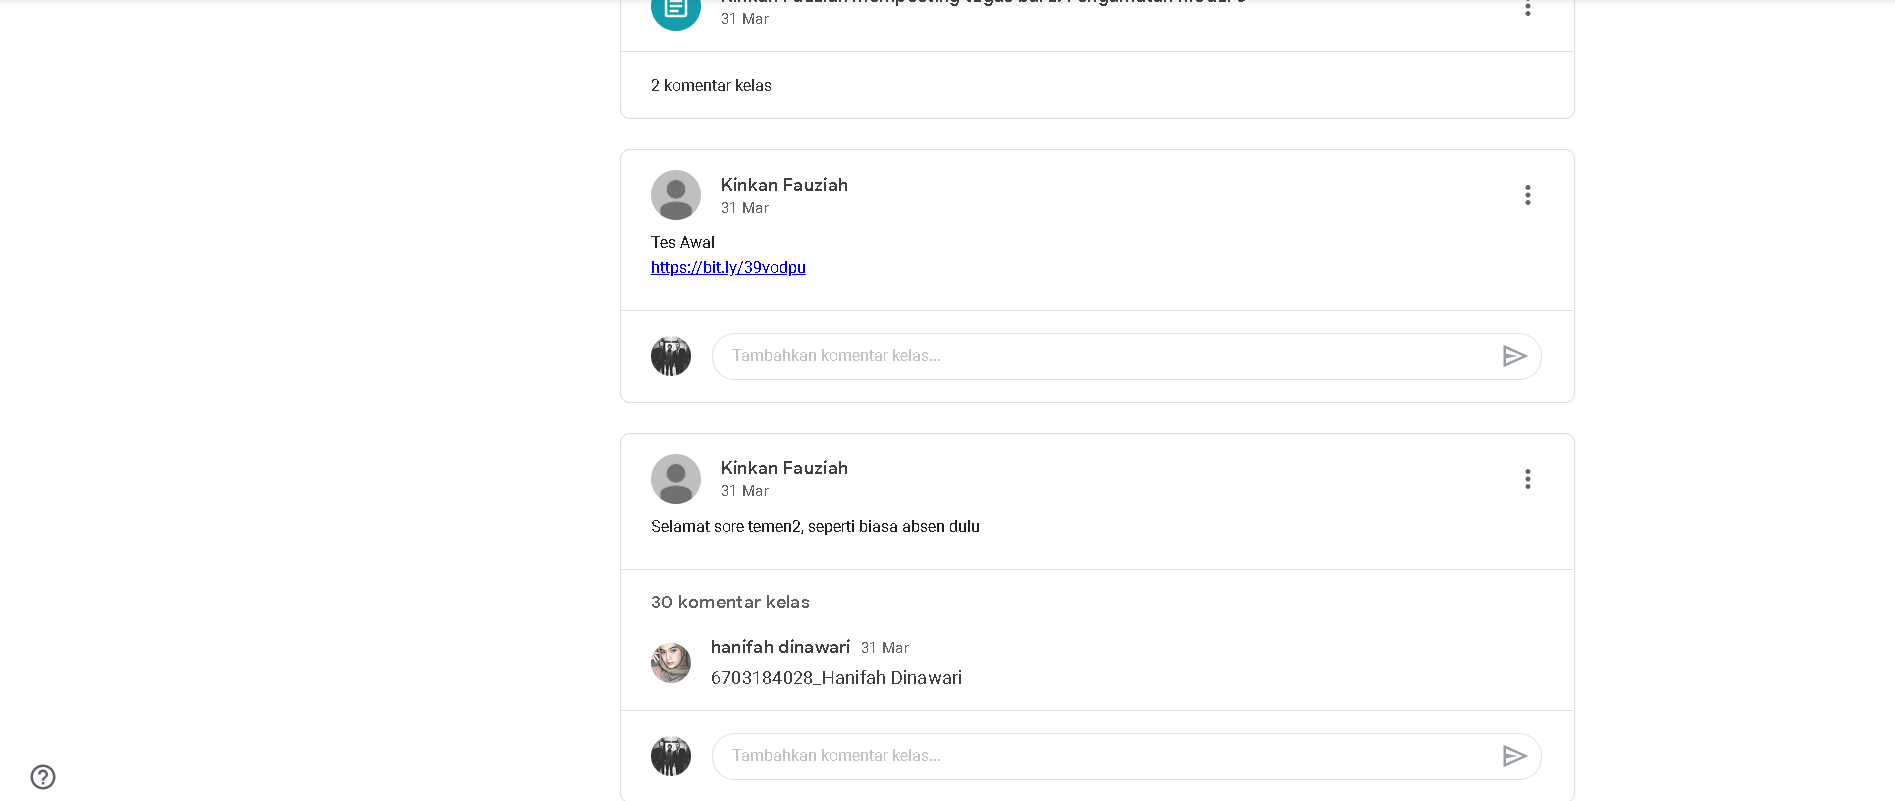 31 Mar
2 komentar kelas
Kinkan Fauziah
31 Mar
Tes Awal
https://bit.ly/39vodpu
Tambahkan komentar kelas...
Kinkan Fauziah
31 Mar
Selamat sore temen2, seperti biasa absen dulu
30 komentar kelas
hanifah dinawari 31 Mar
6703184028_Hanifah Dinawari
Tambahkan komentar kelas...